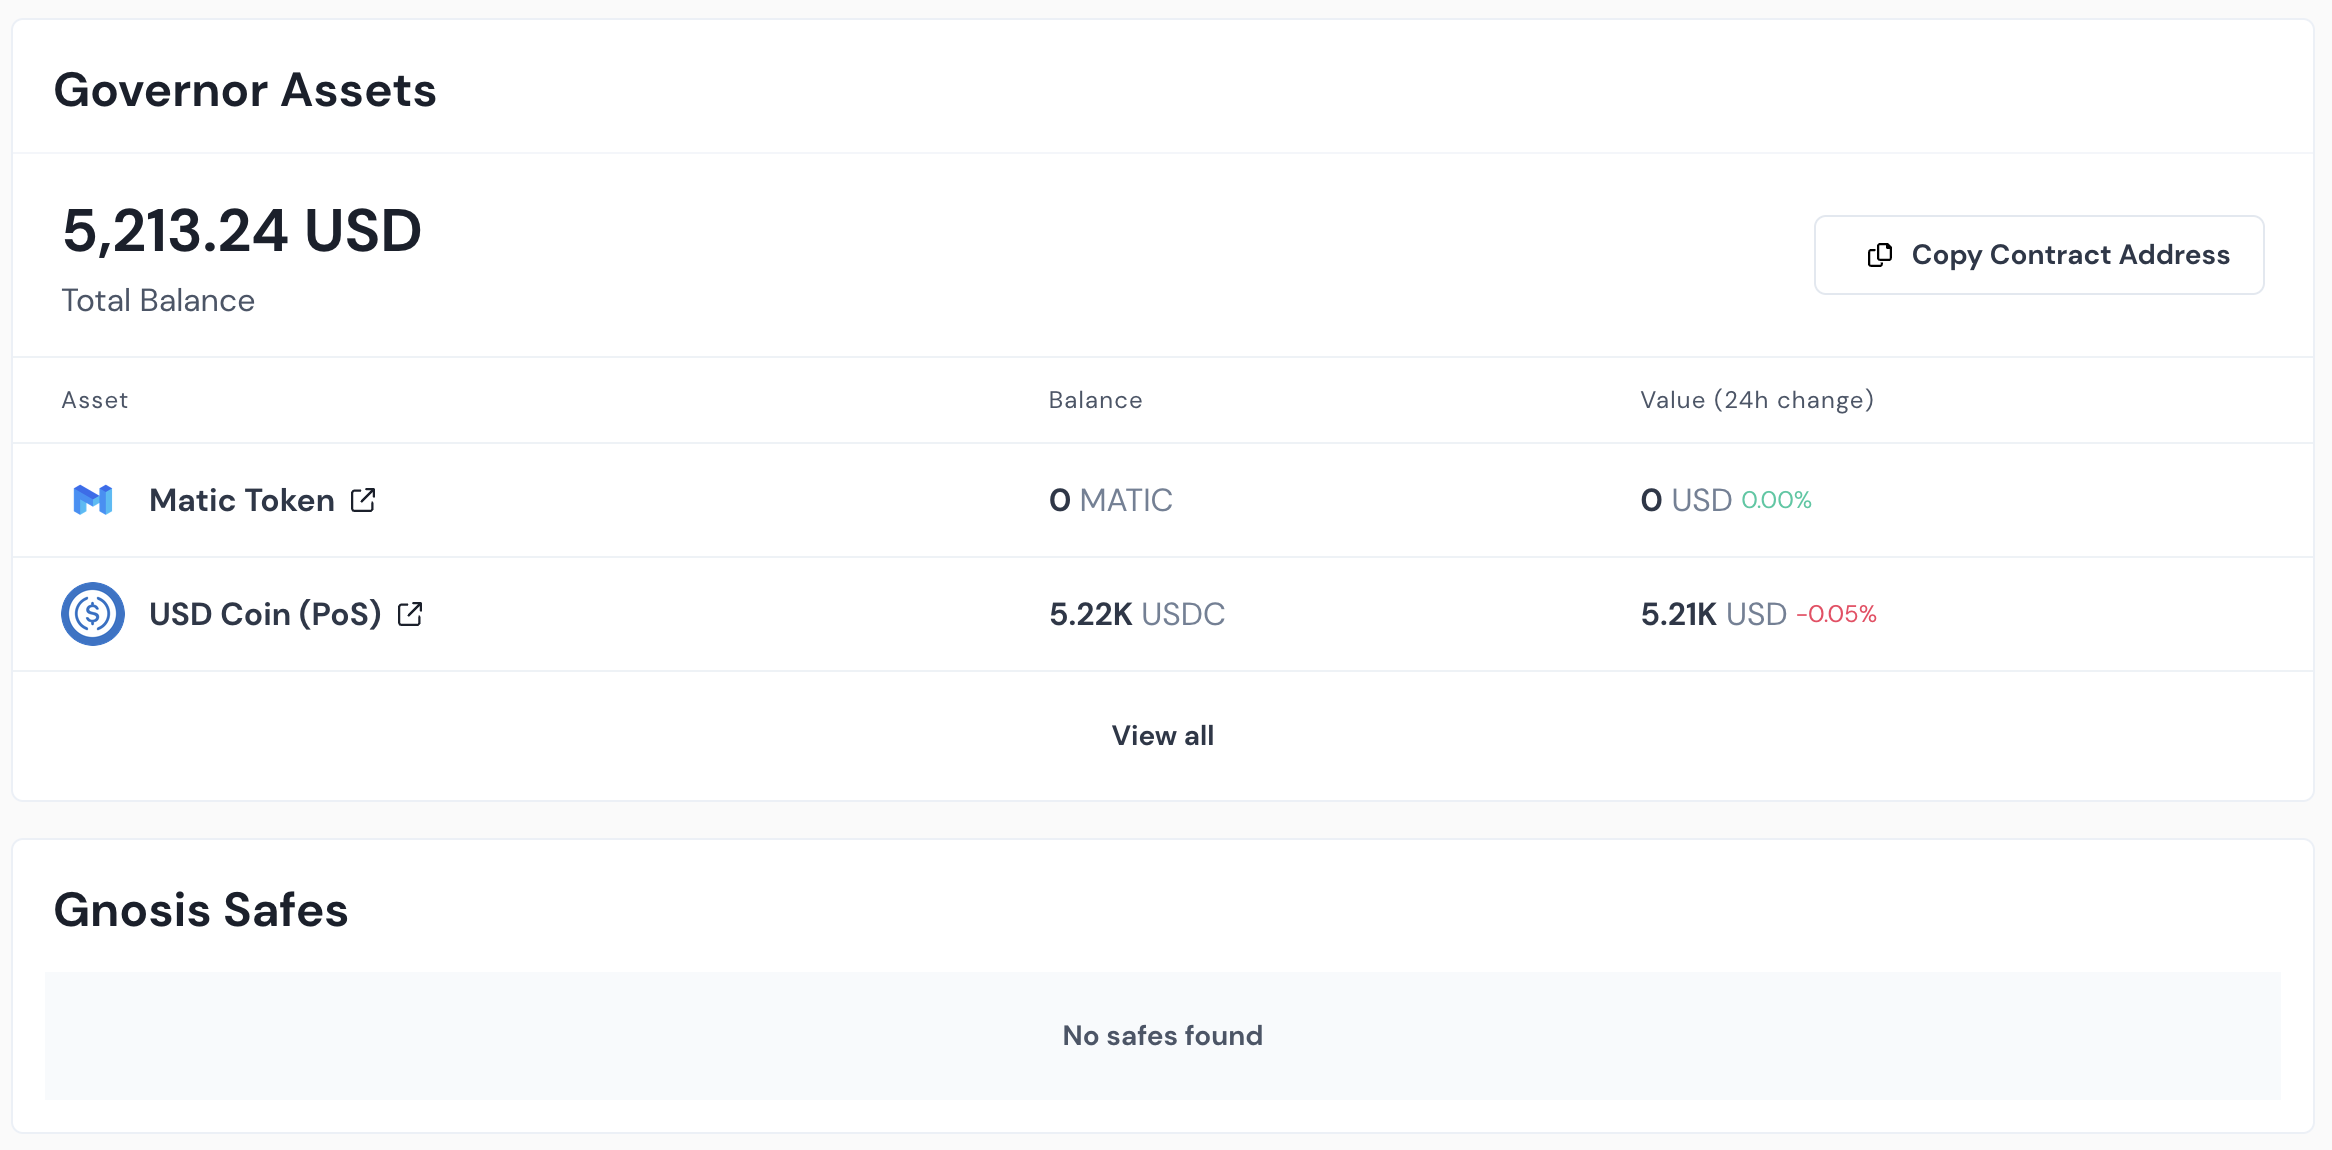 Governor Assets
5,213.24 USD
Total Balance
Copy Contract Address
Asset Balance Value (24h change)
Matic Token 0 MATIC 0 USD 0.00%
USD Coin (PoS) 5.22K USDC 5.21K USD -0.05%
View all
Gnosis Safes
No safes found